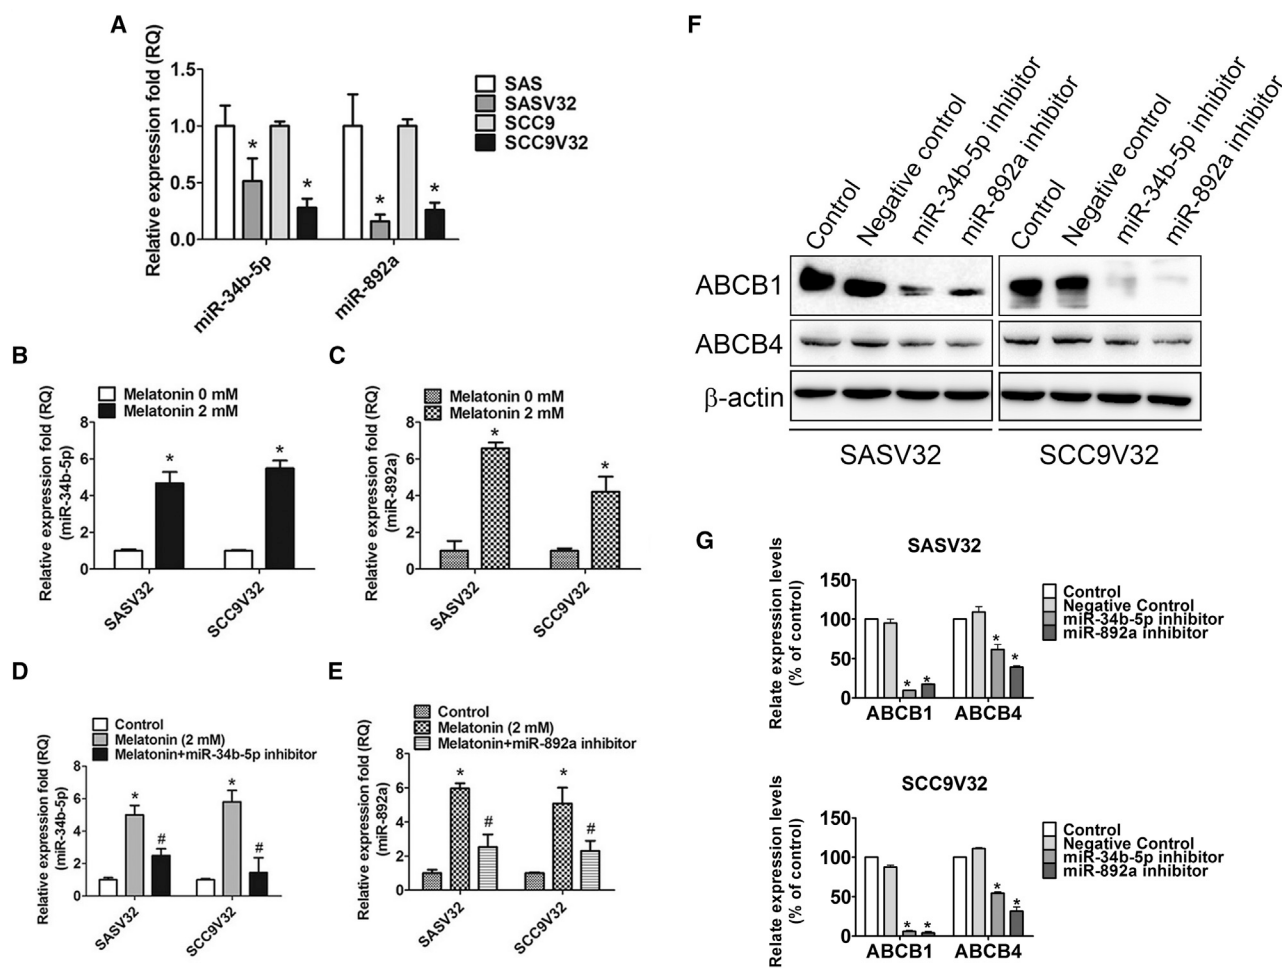 A
Relative expression fold (RQ)
1.5
1.0
0.5
0.0
* * * *
miR-34b-5p
miR-892a
SAS
SASV32
SCC9
SCC9V32
B
Relative expression fold (RQ)
(miR-34b-5p)
Melatonin 0 mM
Melatonin 2 mM
8
6
4
2
0
* *
SASV32
SCC9V32
C
Relative expression fold (RQ)
(miR-892a)
Melatonin 0 mM
Melatonin 2 mM
8
6
4
2
0
* *
SASV32
SCC9V32
D
Relative expression fold (RQ)
(miR-34b-5p)
Control
Melatonin (2 mM)
Melatonin+miR-34b-5p inhibitor
8
6
4
2
0
* # * #
SASV32
SCC9V32
E
Relative expression fold (RQ)
(miR-892a)
Control
Melatonin (2 mM)
Melatonin+miR-892a inhibitor
8
6
4
2
0
* # * #
SASV32
SCC9V32
F
Control
Negative control
miR-34b-5p inhibitor
miR-892a inhibitor
Control
Negative control
miR-34b-5p inhibitor
miR-892a inhibitor
ABCB1
ABCB4
β-actin
SASV32
SCC9V32
G
SASV32
Relate expression levels
(% of control)
150
100
50
0
* * * *
ABCB1
ABCB4
Control
Negative Control
miR-34b-5p inhibitor
miR-892a inhibitor
SCC9V32
Relate expression levels
(% of control)
150
100
50
0
* * * *
ABCB1
ABCB4
Control
Negative Control
miR-34b-5p inhibitor
miR-892a inhibitor